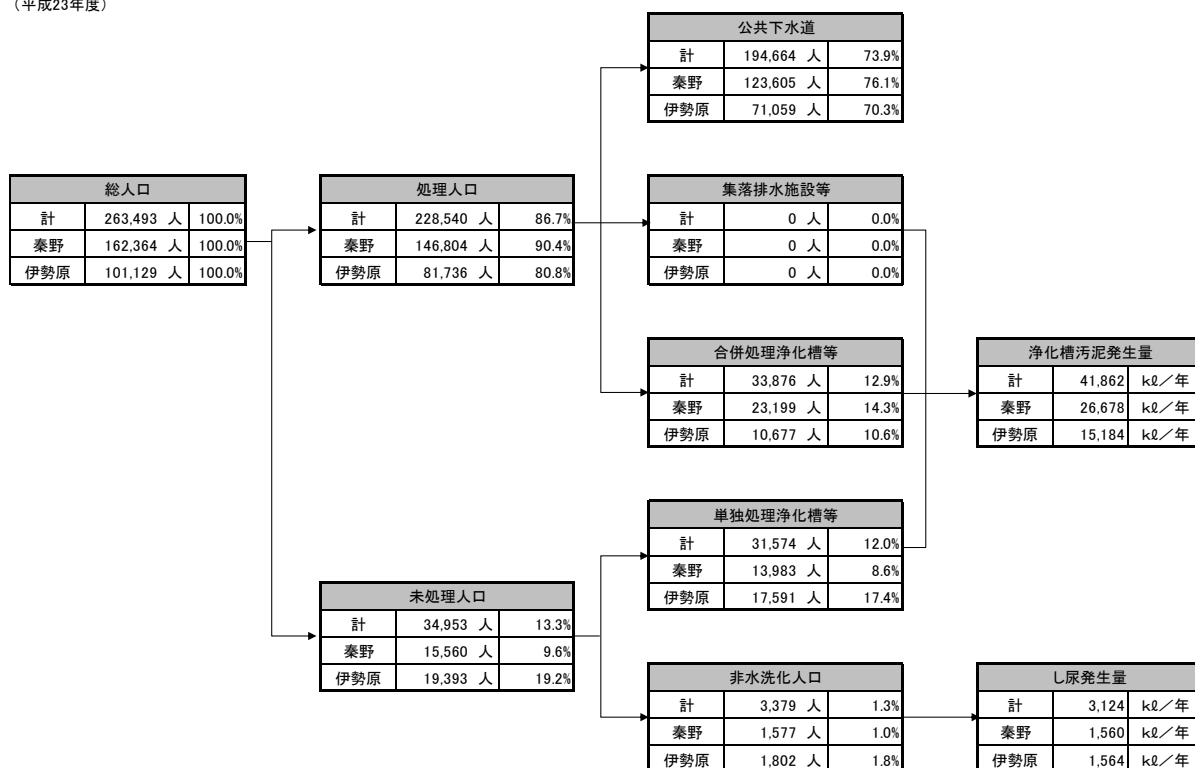 （平成23年度）
公共下水道
計 194,664 人 73.9%
秦野 123,605 人 76.1%
伊勢原 71,059 人 70.3%
総人口
計 263,493 人 100.0%
秦野 162,364 人 100.0%
伊勢原 101,129 人 100.0%
処理人口
計 228,540 人 86.7%
秦野 146,804 人 90.4%
伊勢原 81,736 人 80.8%
集落排水施設等
計 0 人 0.0%
秦野 0 人 0.0%
伊勢原 0 人 0.0%
合併処理浄化槽等
計 33,876 人 12.9%
秦野 23,199 人 14.3%
伊勢原 10,677 人 10.6%
浄化槽汚泥発生量
計 41,862 kℓ／年
秦野 26,678 kℓ／年
伊勢原 15,184 kℓ／年
単独処理浄化槽等
計 31,574 人 12.0%
秦野 13,983 人 8.6%
伊勢原 17,591 人 17.4%
未処理人口
計 34,953 人 13.3%
秦野 15,560 人 9.6%
伊勢原 19,393 人 19.2%
非水洗化人口
計 3,379 人 1.3%
秦野 1,577 人 1.0%
伊勢原 1,802 人 1.8%
し尿発生量
計 3,124 kℓ／年
秦野 1,560 kℓ／年
伊勢原 1,564 kℓ／年